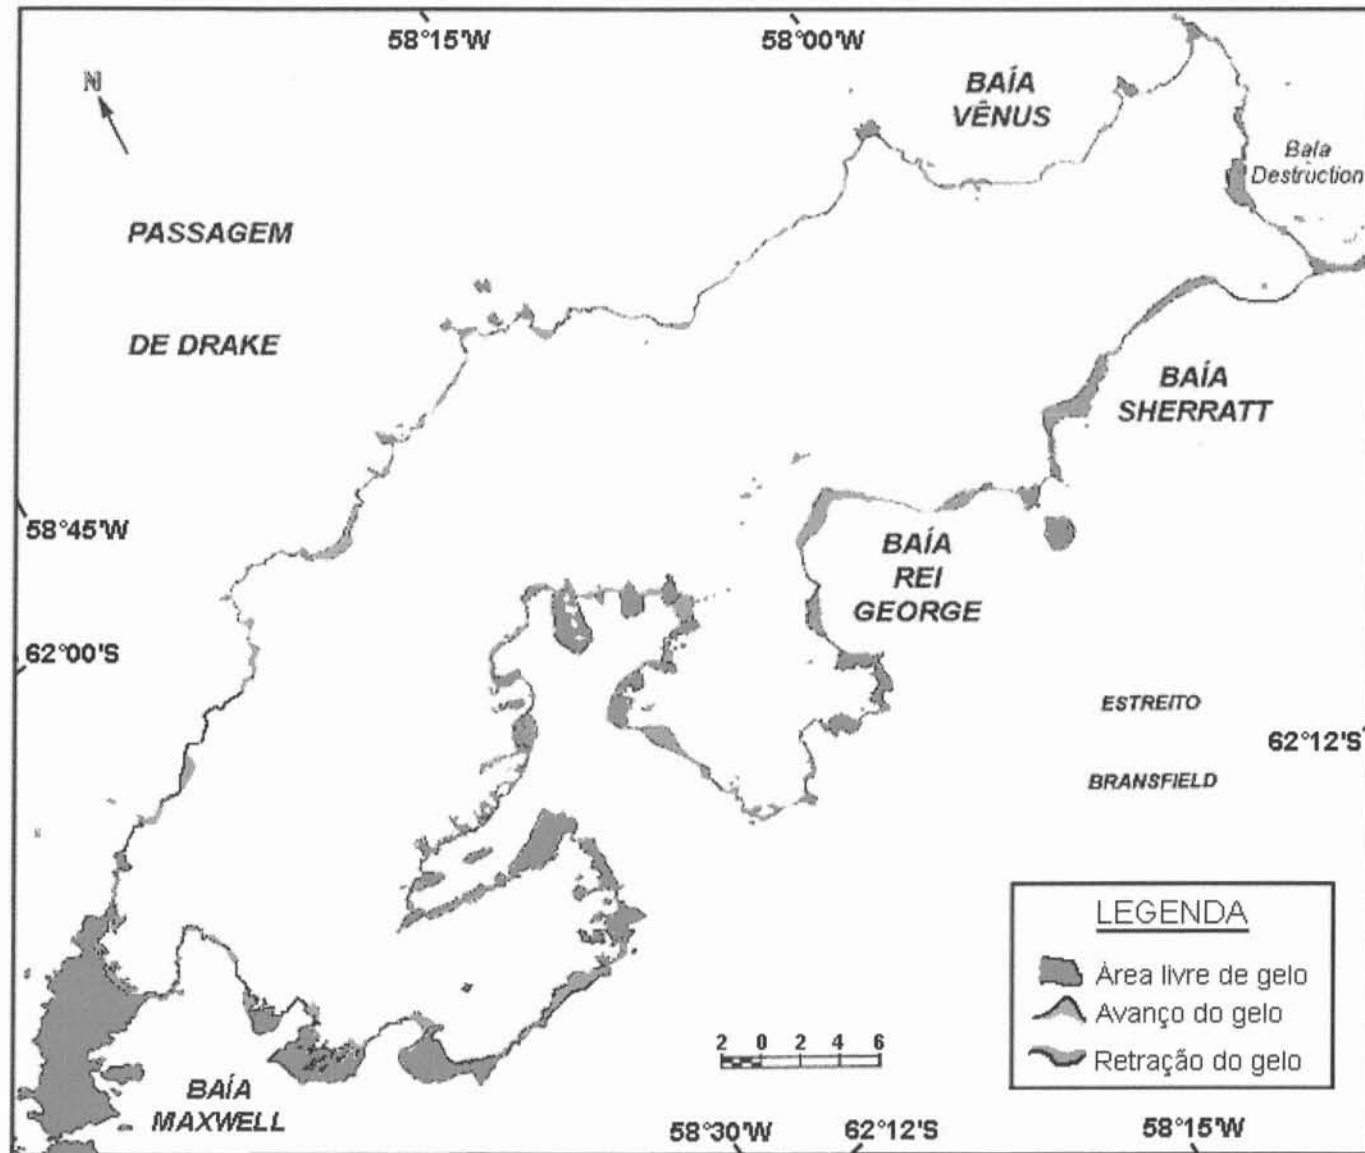 58°15'W
58°00'W
N
BAÍA
VÊNUS
Baía
Destruction
PASSAGEM
DE DRAKE
BAÍA
SHERRATT
58°45'W
BAÍA
REI
GEORGE
62°00'S
ESTREITO
62°12'S
BRANSFIELD
LEGENDA
Área livre de gelo
Avanço do gelo
Retração do gelo
2 0 2 4 6
BAÍA
MAXWELL
58°30'W
62°12'S
58°15'W